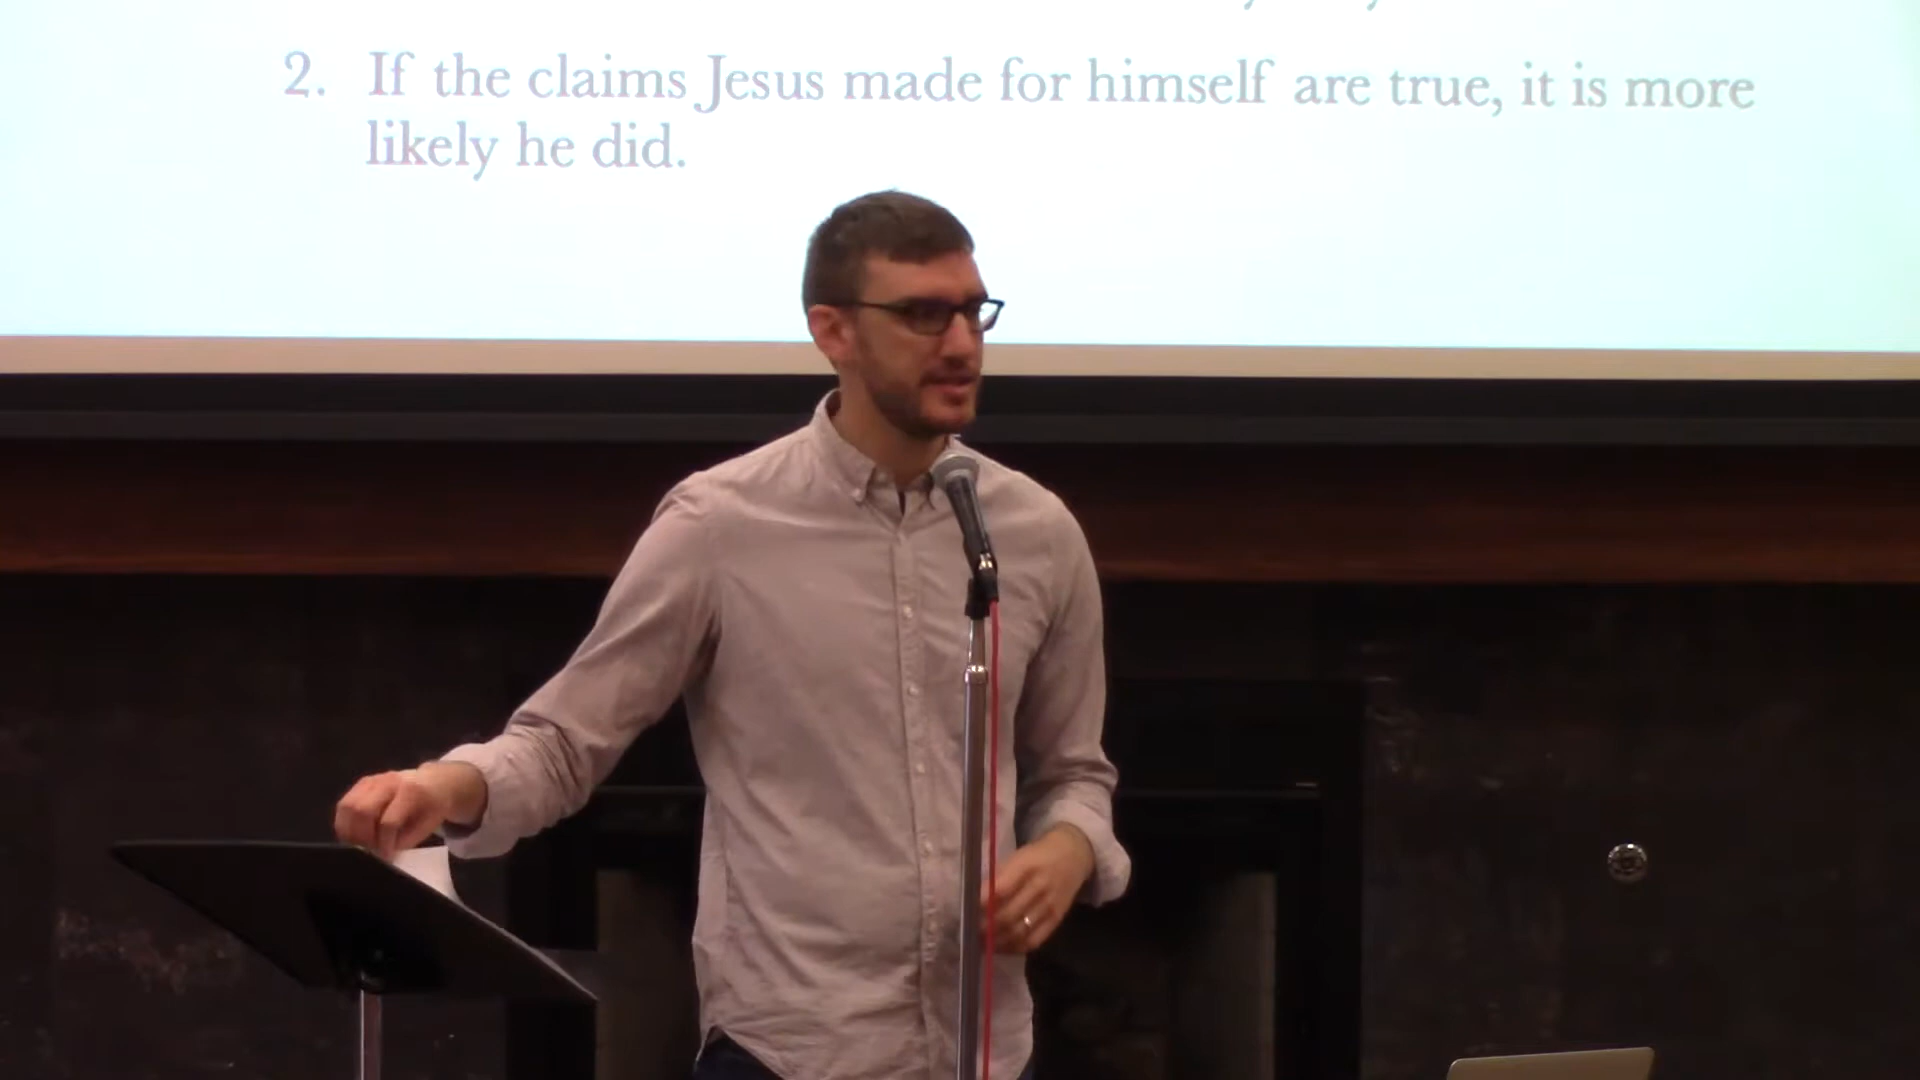 2. If the claims Jesus made for himself are true, it is more
likely he did.